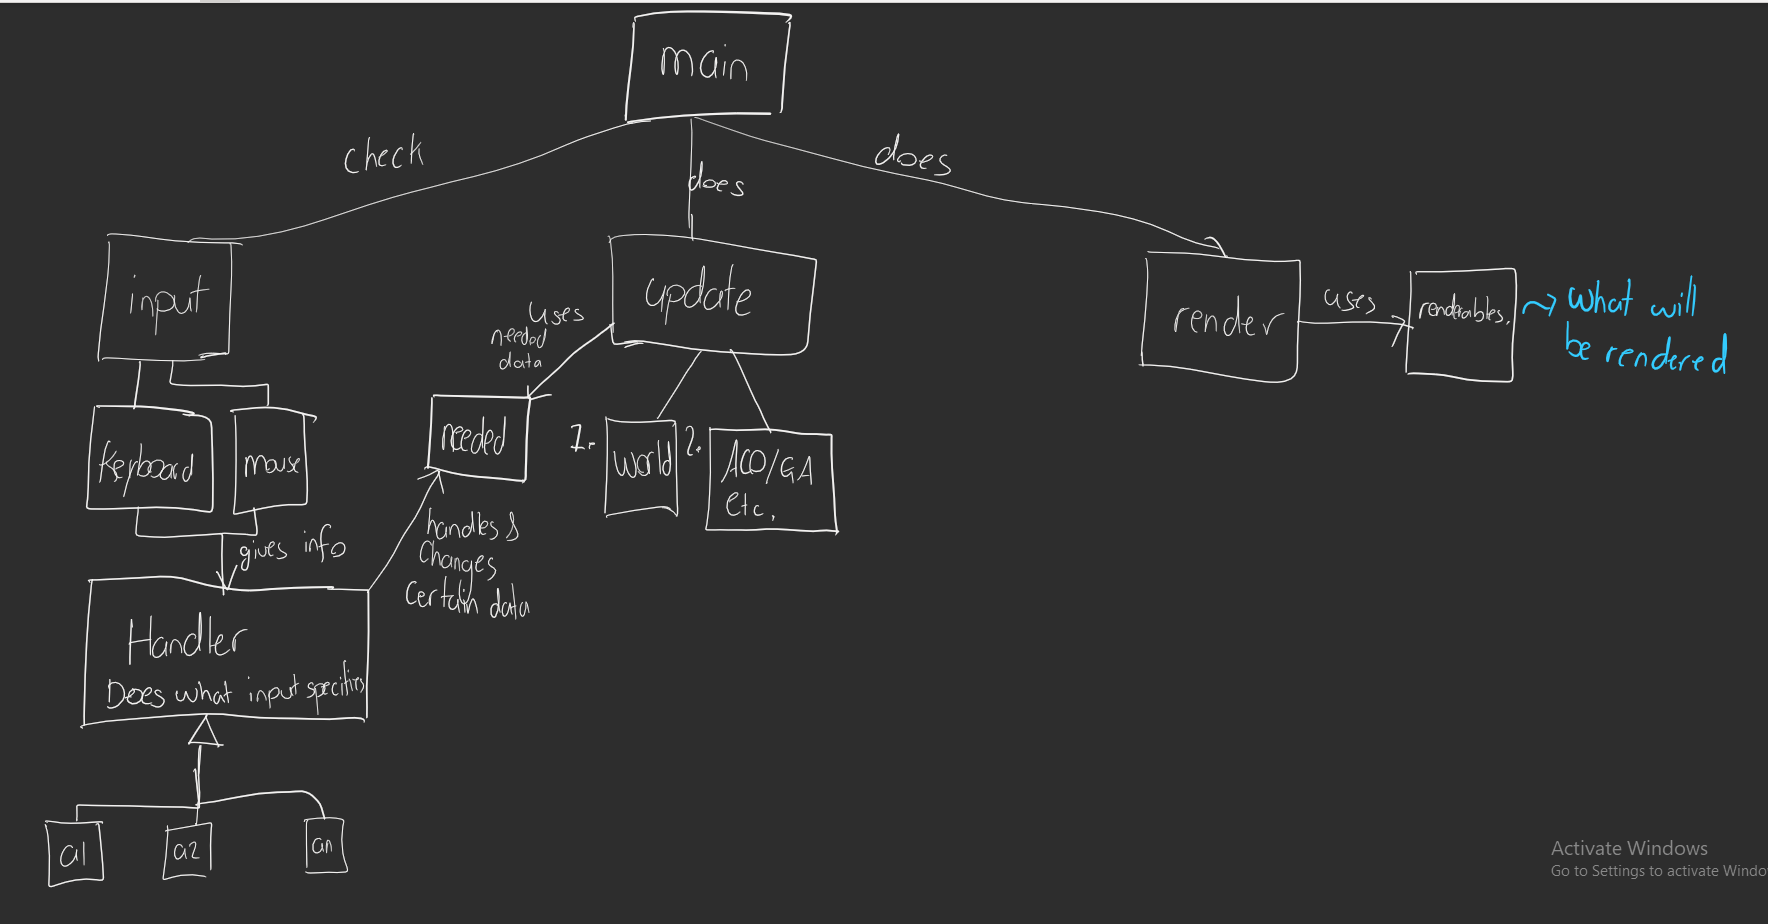 main
check
does
does
input
update
render
uses
renderables.
what will
be rendered
uses
needed
data
needed
1.
World
2.
ACO/GA
etc.
Keyboard
mouse
gives info
handles &
Changes
Certain data
Handler
Does what input specifies
a1
a2
an
Activate Windows
Go to Settings to activate Windo